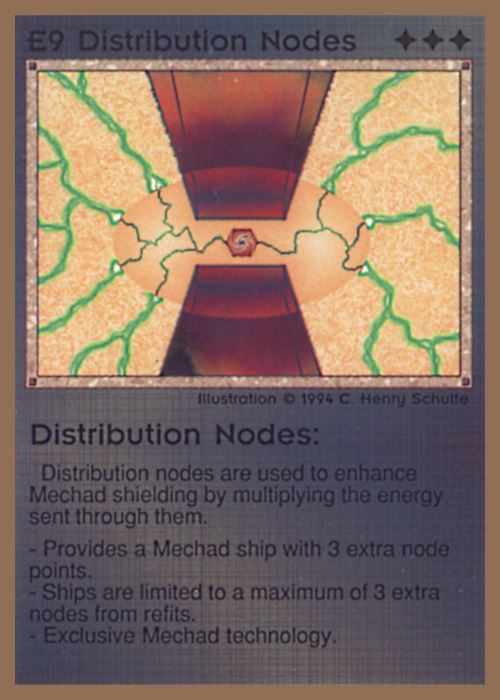 E9 Distribution Nodes
Illustration © 1994 C. Henry Schulte
Distribution Nodes:
Distribution nodes are used to enhance
Mechad shielding by multiplying the energy
sent through them.
- Provides a Mechad ship with 3 extra node
points.
- Ships are limited to a maximum of 3 extra
nodes from refits.
- Exclusive Mechad technology.